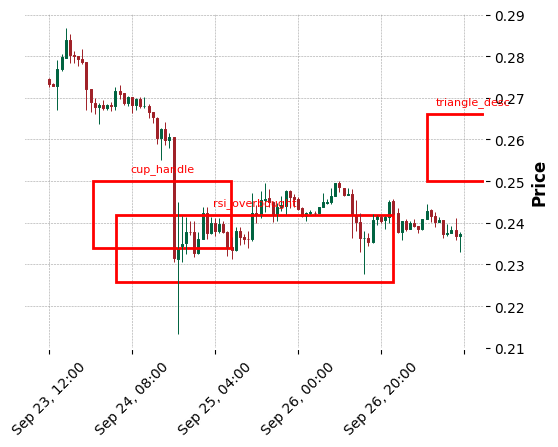 0.29
0.28
0.27
0.26
0.25
0.24
0.23
0.22
0.21
Price
triangle_desc
cup_handle
rsi_overbought
Sep 23, 12:00
Sep 24, 08:00
Sep 25, 04:00
Sep 26, 00:00
Sep 26, 20:00